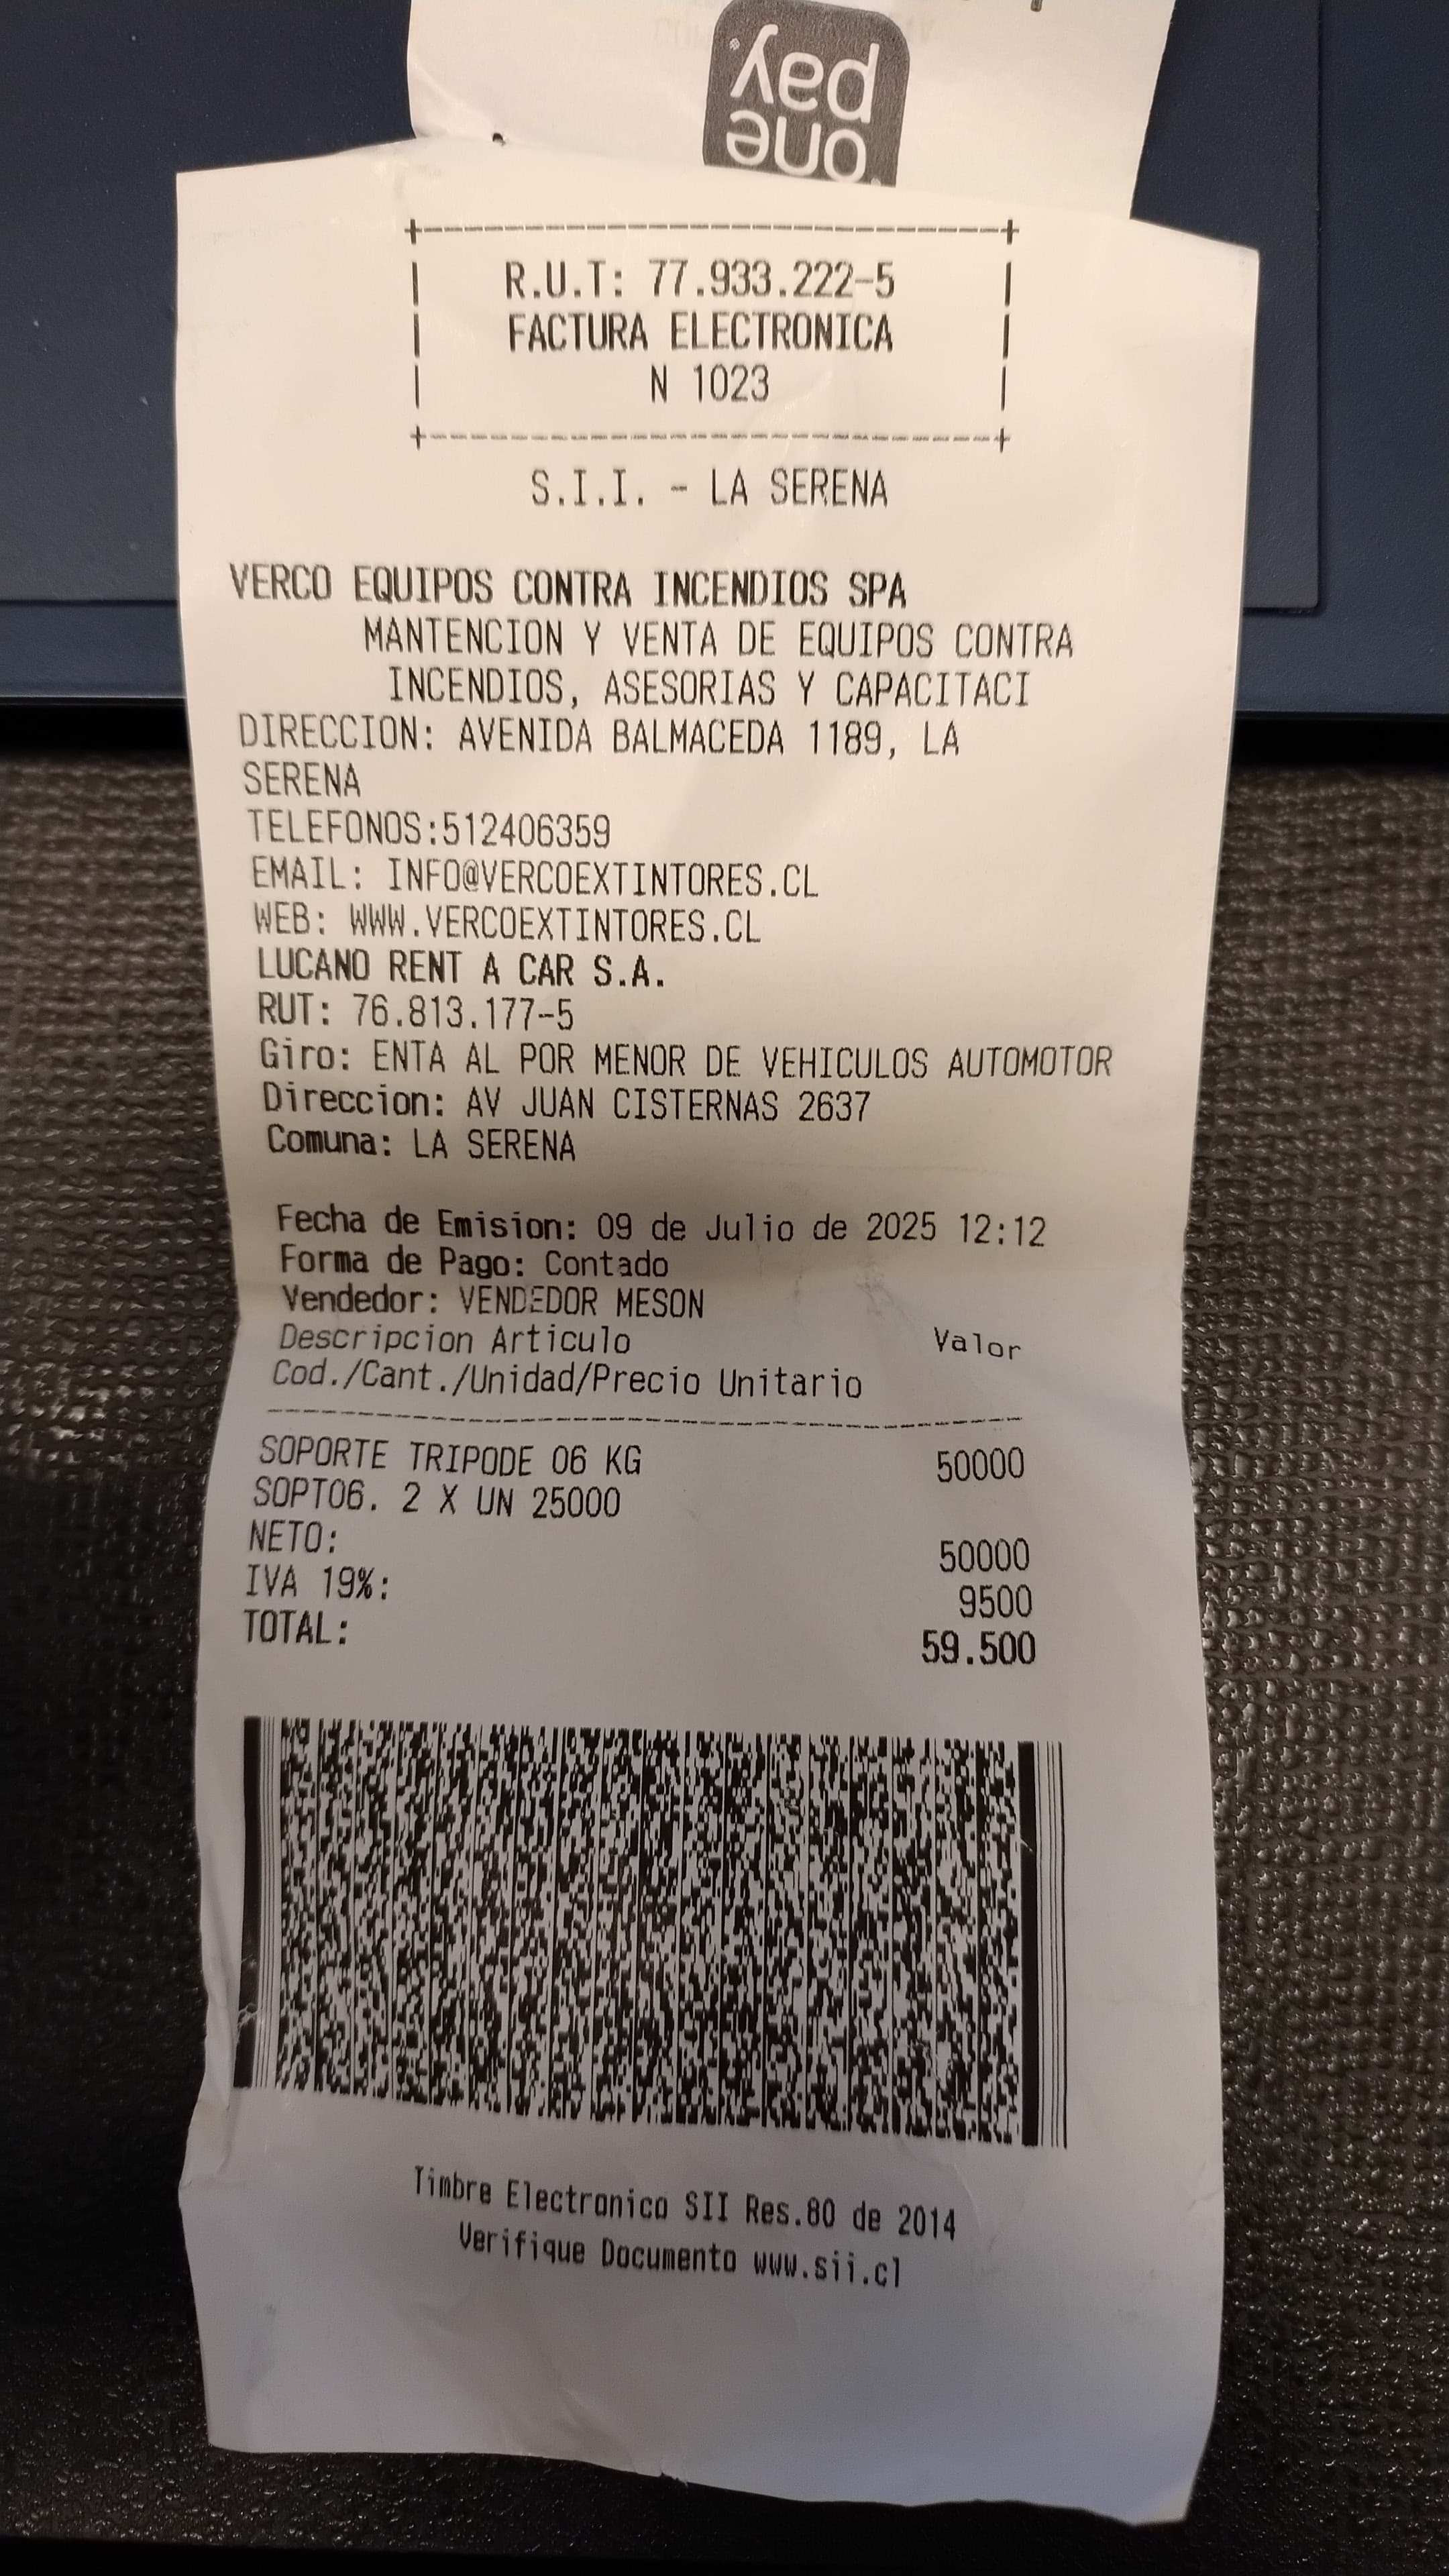 one
pay.
R.U.T: 77.933.222-5
FACTURA ELECTRONICA
N 1023
S.I.I. - LA SERENA
VERCO EQUIPOS CONTRA INCENDIOS SPA
MANTENCION Y VENTA DE EQUIPOS CONTRA
INCENDIOS, ASESORIAS Y CAPACITACI
DIRECCION: AVENIDA BALMACEDA 1189, LA
SERENA
TELEFONOS:512406359
EMAIL: INFO@VERCOEXTINTORES.CL
WEB: WWW.VERCOEXTINTORES.CL
LUCANO RENT A CAR S.A.
RUT: 76.813.177-5
Giro: ENTA AL POR MENOR DE VEHICULOS AUTOMOTOR
Direccion: AV JUAN CISTERNAS 2637
Comuna: LA SERENA
Fecha de Emision: 09 de Julio de 2025 12:12
Forma de Pago: Contado
Vendedor: VENDEDOR MESON
Descripcion Articulo Valor
Cod./Cant./Unidad/Precio Unitario
SOPORTE TRIPODE 06 KG 50000
SOPT06. 2 X UN 25000
NETO: 50000
IVA 19%: 9500
TOTAL: 59.500
Timbre Electronico SII Res.80 de 2014
Verifique Documento www.sii.cl